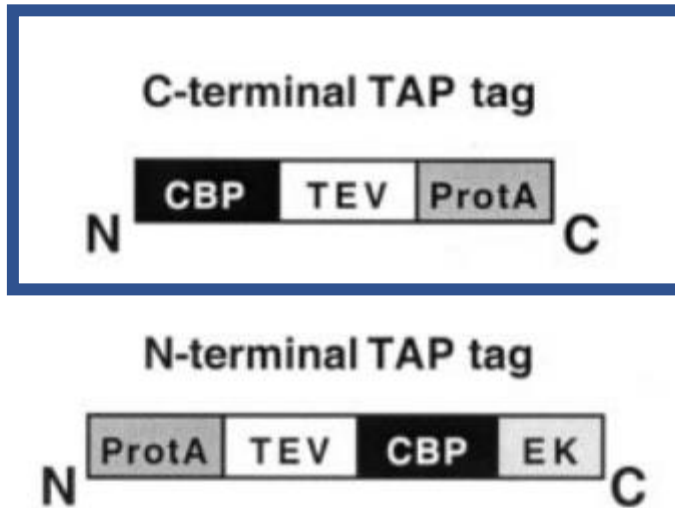 C-terminal TAP tag
CBP TEV ProtA
N C
N-terminal TAP tag
ProtA TEV CBP EK
N C